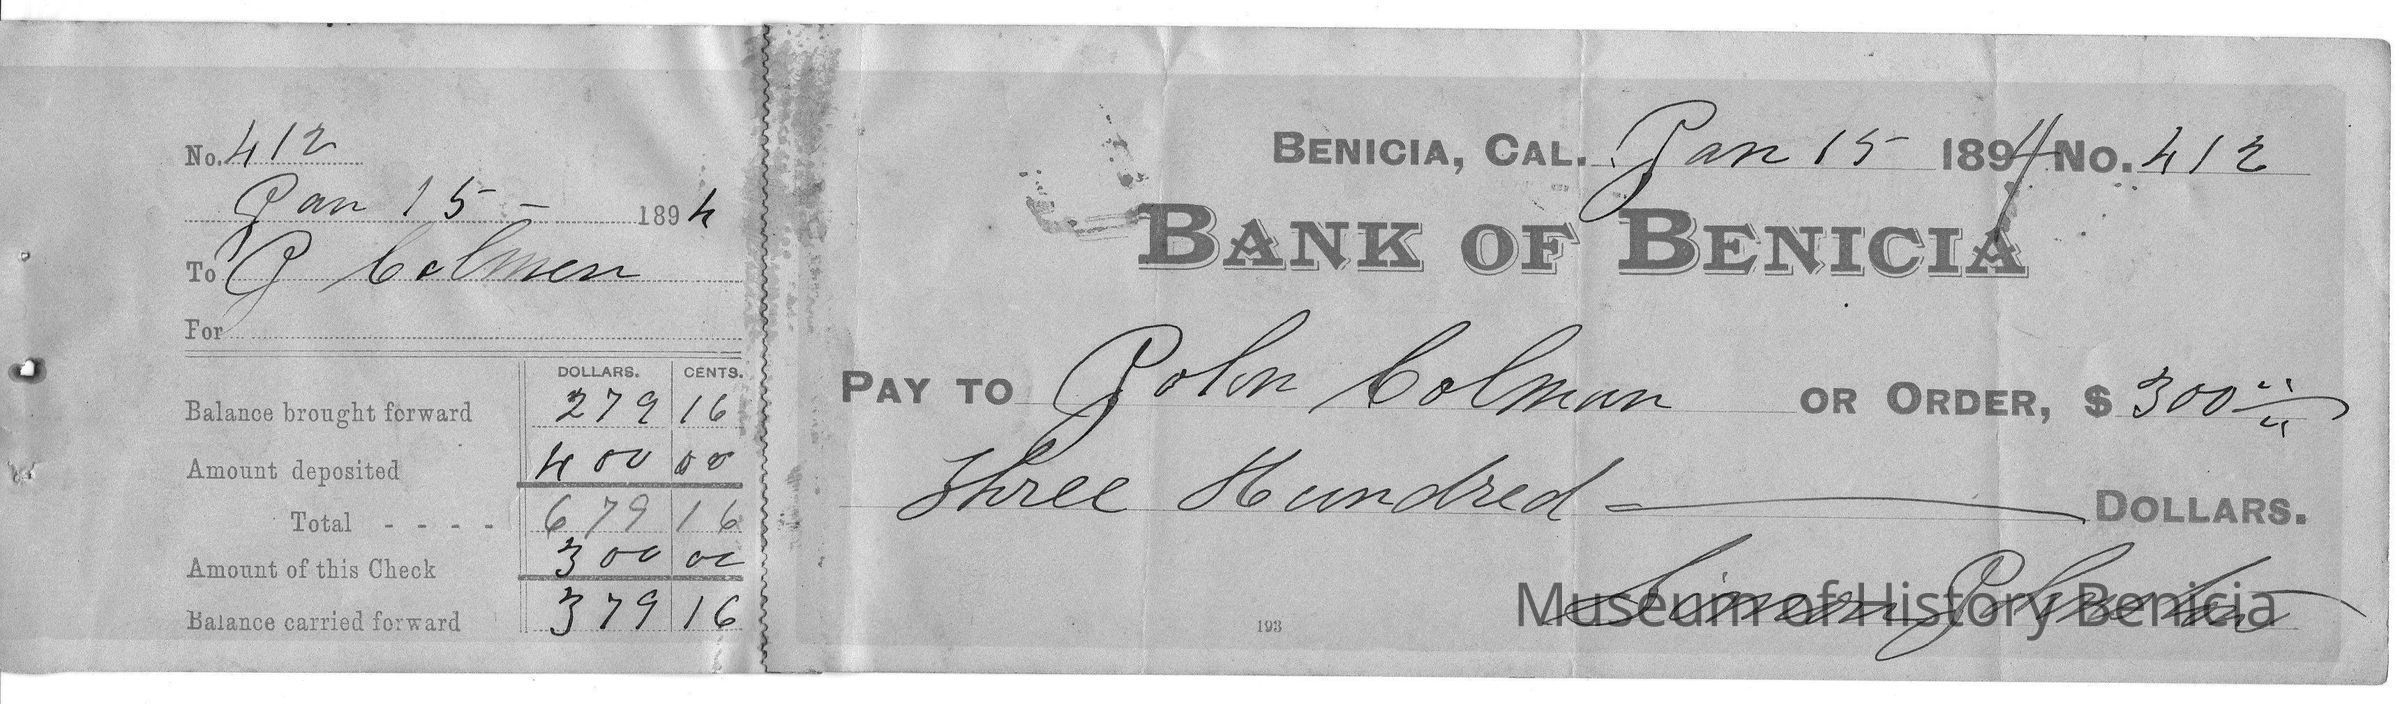 No. 412
Jan 15 - 1894
To J Colmen
For
DOLLARS. CENTS.
Balance brought forward 279 16
Amount deposited 400 00
Total - - - - 679 16
Amount of this Check 300 00
Balance carried forward 379 16
BENICIA, CAL. Jan 15 1894 No. 412
BANK OF BENICIA
PAY TO John Colman OR ORDER, $ 300
Three Hundred — DOLLARS.
Simon
Museum of History Benicia
193